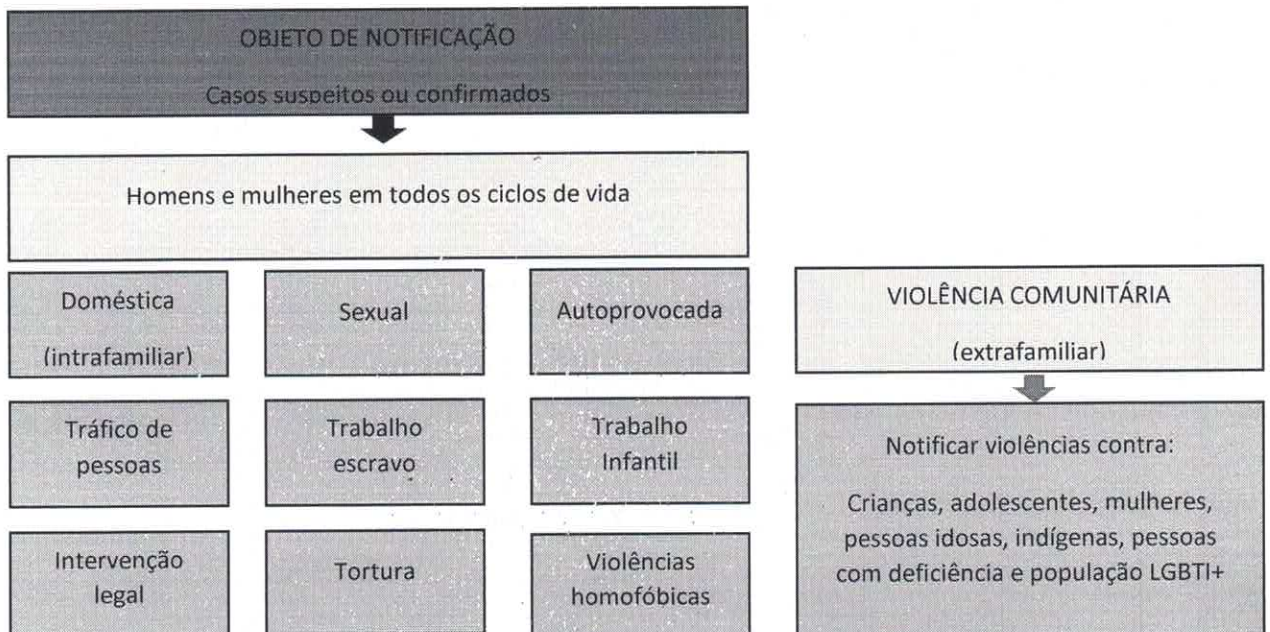 OBJETO DE NOTIFICAÇÃO
Casos suspeitos ou confirmados
Homens e mulheres em todos os ciclos de vida
Doméstica
(intrafamiliar)
Sexual
Autoprovocada
Tráfico de
pessoas
Trabalho
escravo
Trabalho
Infantil
Intervenção
legal
Tortura
Violências
homofóbicas
VIOLÊNCIA COMUNITÁRIA
(extrafamiliar)
Notificar violências contra:
Crianças, adolescentes, mulheres,
pessoas idosas, indígenas, pessoas
com deficiência e população LGBTI+